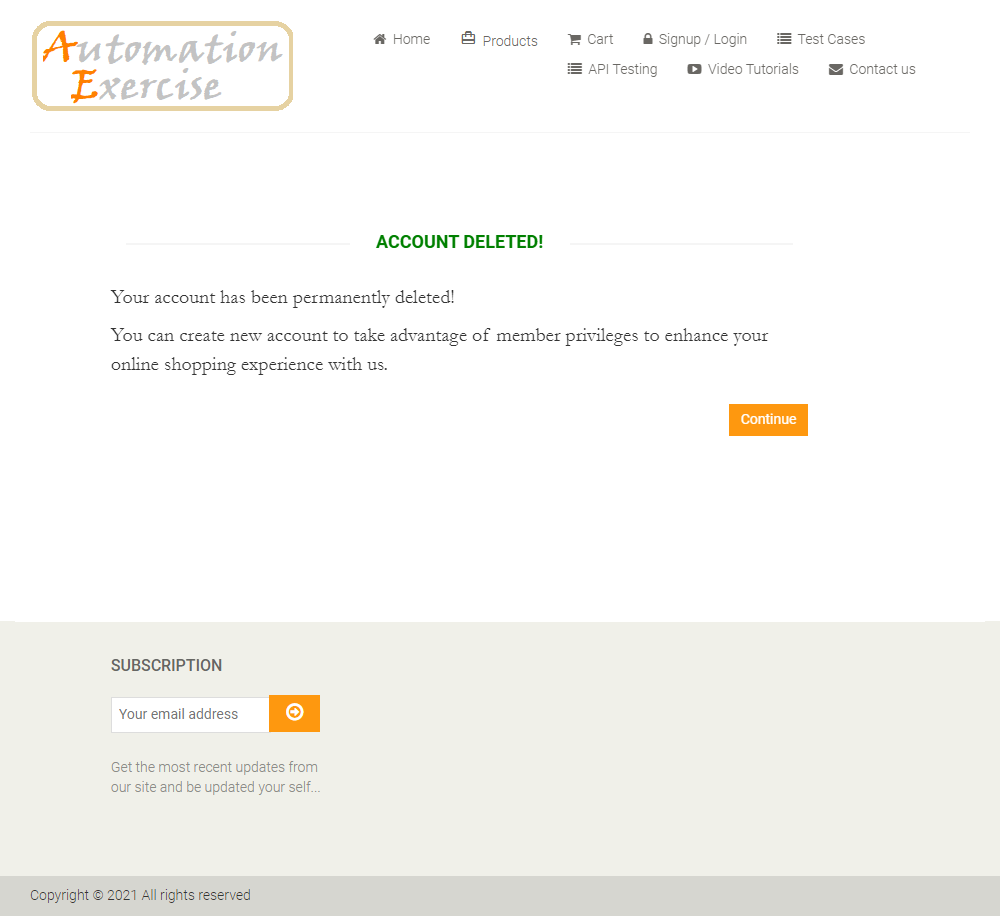 Automation
Exercise
Home
Products
Cart
Signup / Login
Test Cases
API Testing
Video Tutorials
Contact us
ACCOUNT DELETED!
Your account has been permanently deleted!
You can create new account to take advantage of member privileges to enhance your
online shopping experience with us.
Continue
SUBSCRIPTION
Your email address
Get the most recent updates from
our site and be updated your self...
Copyright © 2021 All rights reserved